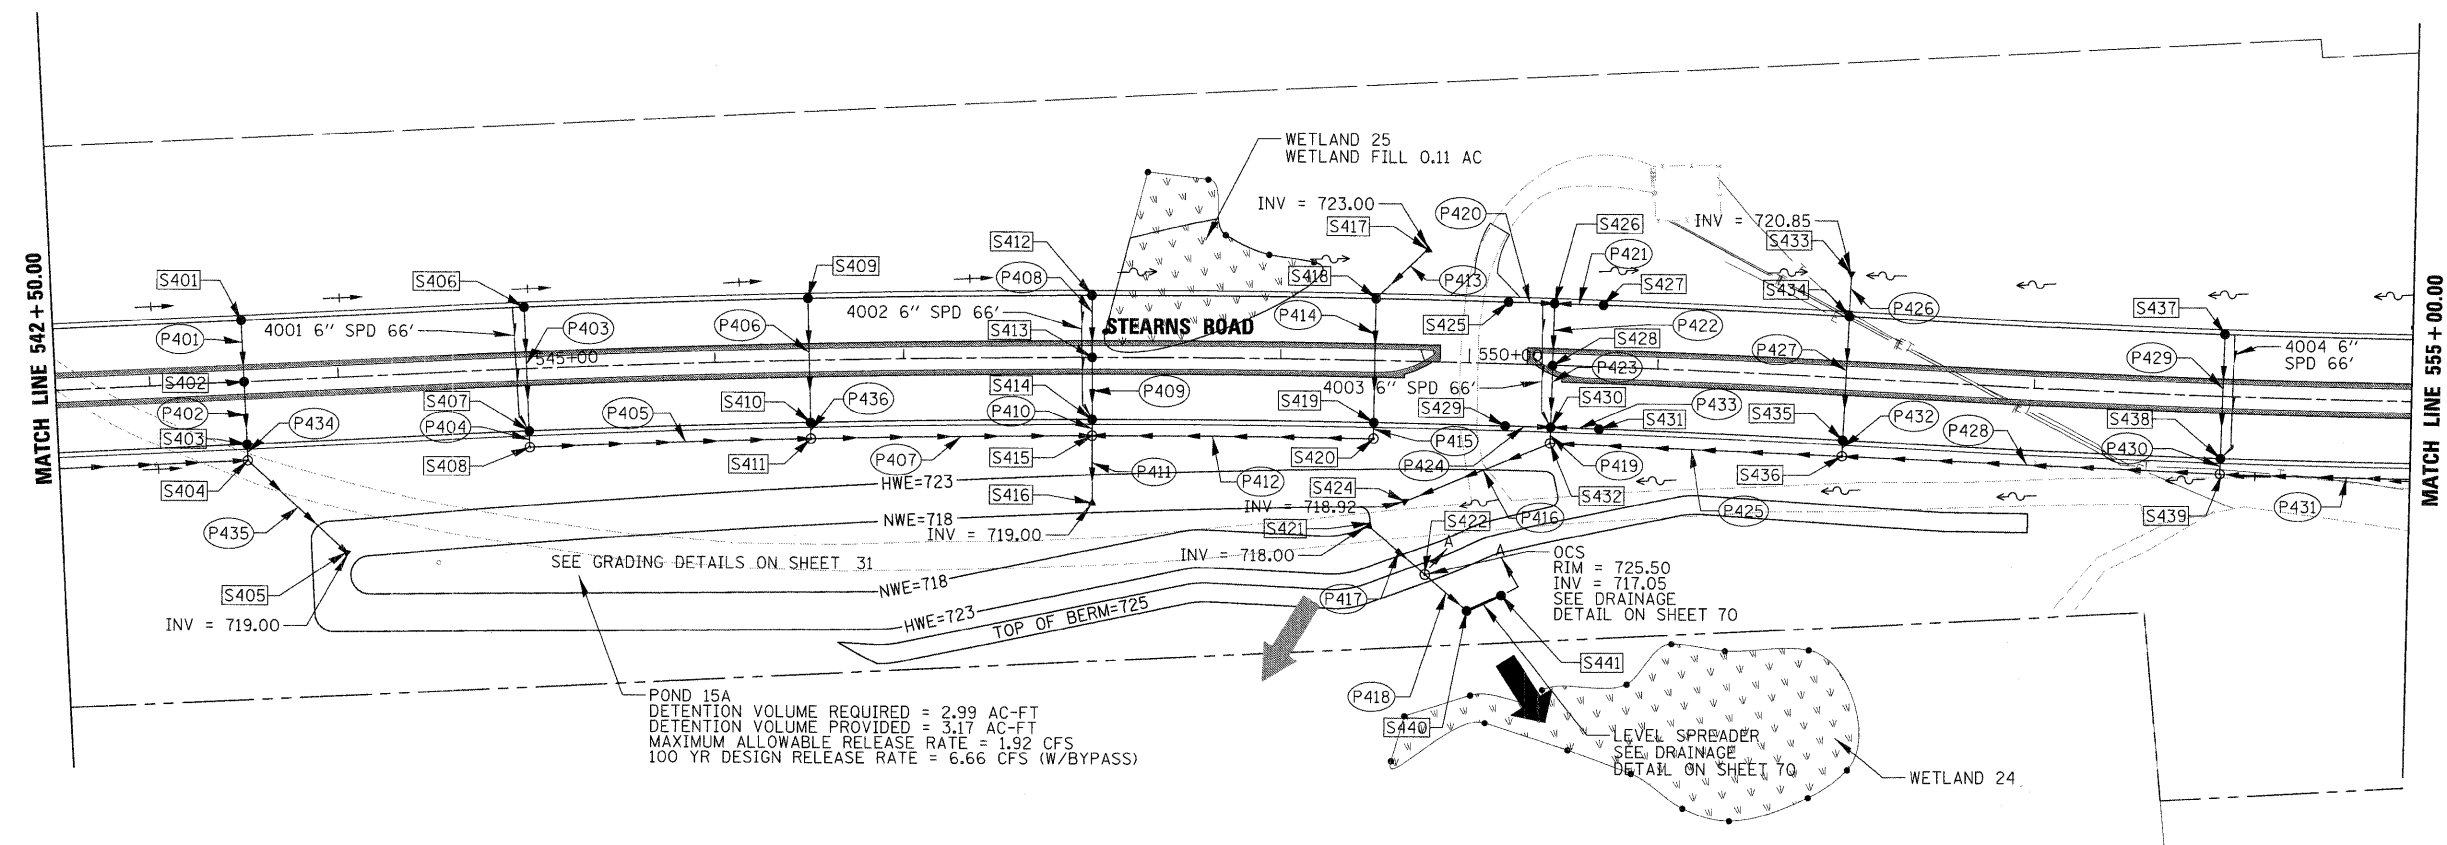 WETLAND 25
WETLAND FILL 0.11 AC
INV = 723.00
S417
P420
S426
INV = 720.85
S433
S412
P408
S409
S406
S401
P421
S427
P413
S418
S434
P426
S437
4001 6" SPD 66'
P403
P406
4002 6" SPD 66'
S413
STEARNS ROAD
P414
S425
P422
S428
P427
P429
4004 6"
SPD 66'
P401
545+00
550+00
P423
4003 6" SPD 66'
MATCH LINE 542+50.00
MATCH LINE 555+00.00
S402
P402
S403
P434
S407
P404
P405
S410
P436
S414
P409
P410
S419
S429
S430
P433
S431
S435
P432
P428
S438
P430
S404
S408
S411
P407
S415
P411
P412
S420
P415
P424
P419
S436
P435
HWE=723
S416
S424
INV = 718.92
S432
P425
S439
P431
NWE=718
INV = 719.00
S421
S422
P416
SEE GRADING DETAILS ON SHEET 31
INV = 718.00
A
A
OCS
RIM = 725.50
INV = 717.05
SEE DRAINAGE
DETAIL ON SHEET 70
S405
INV = 719.00
NWE=718
HWE=723
TOP OF BERM=725
P417
S441
P418
S440
POND 15A
DETENTION VOLUME REQUIRED = 2.99 AC-FT
DETENTION VOLUME PROVIDED = 3.17 AC-FT
MAXIMUM ALLOWABLE RELEASE RATE = 1.92 CFS
100 YR DESIGN RELEASE RATE = 6.66 CFS (W/BYPASS)
LEVEL SPREADER
SEE DRAINAGE
DETAIL ON SHEET 70
WETLAND 24